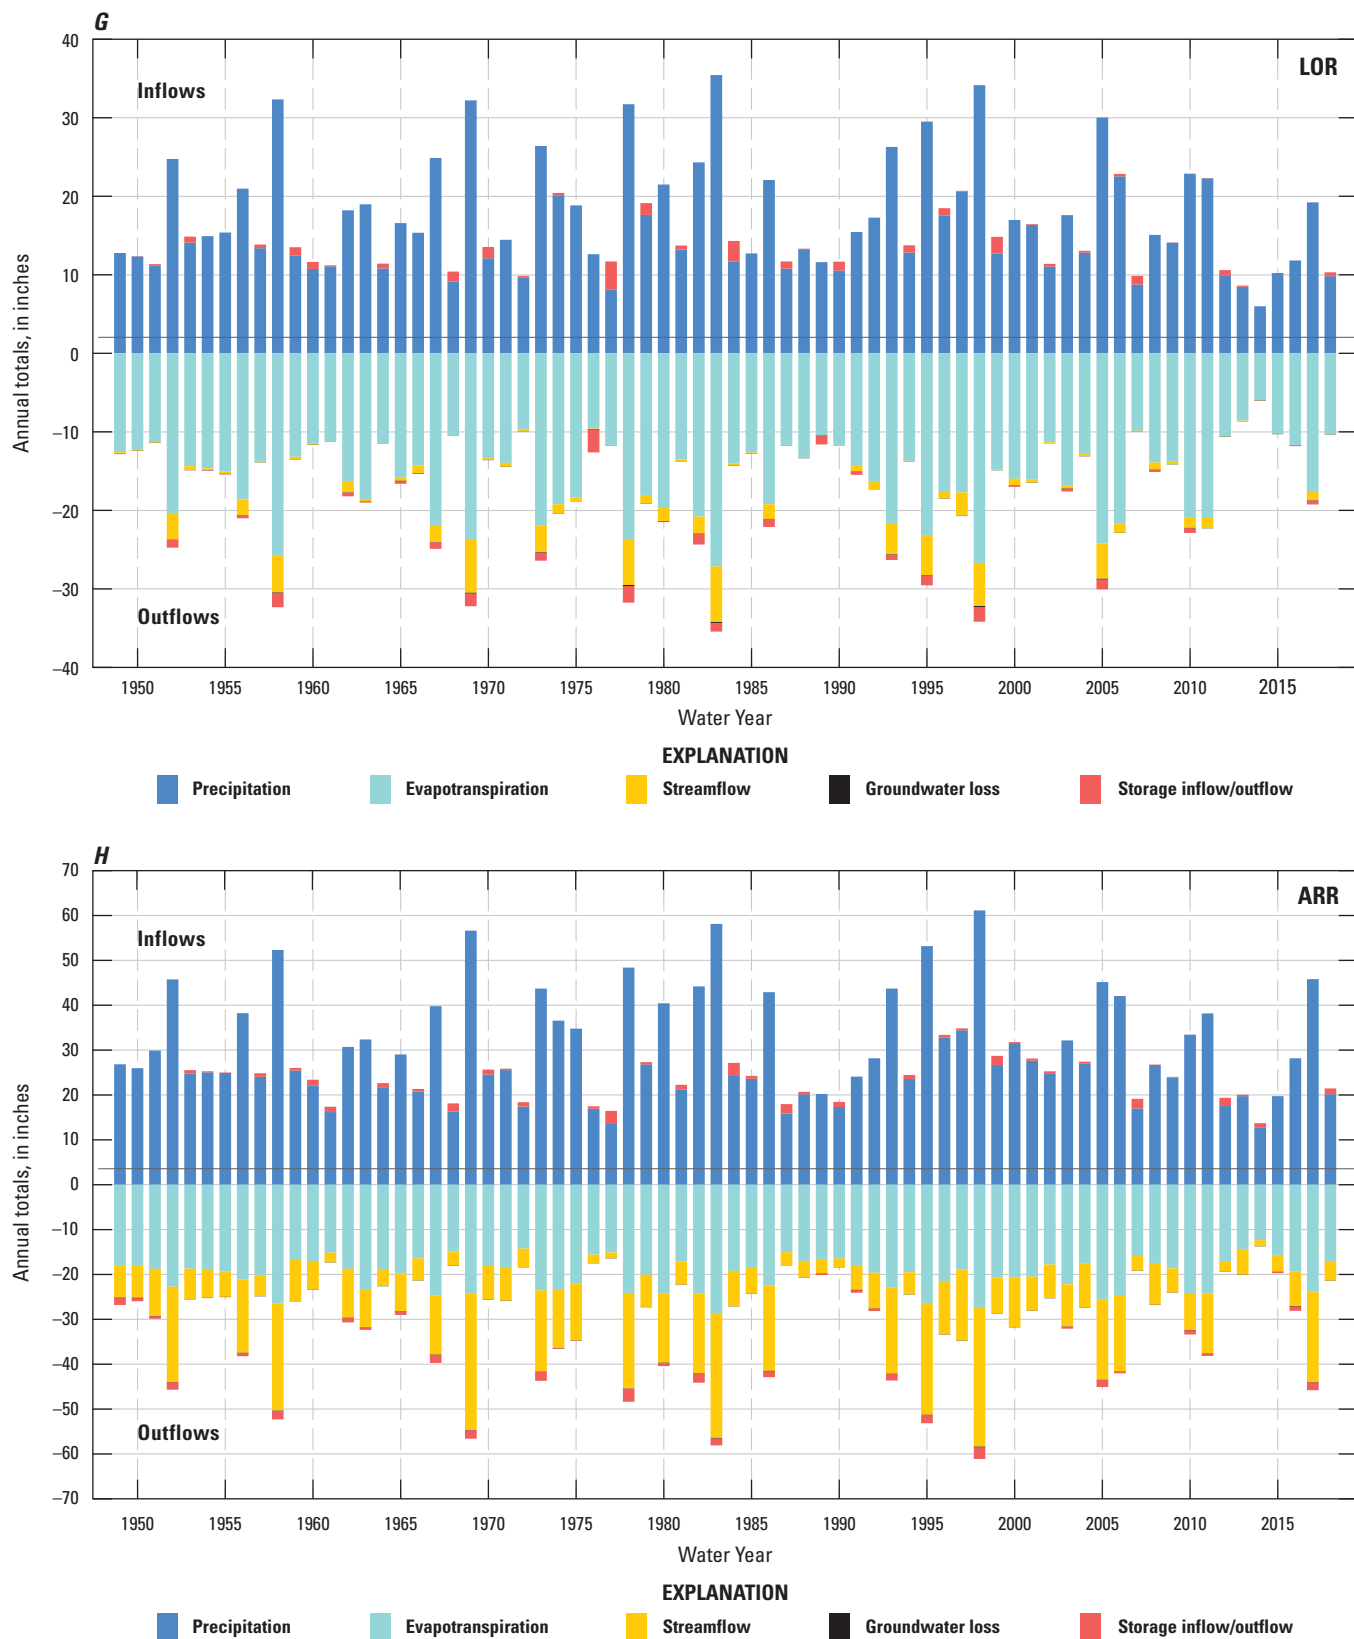 G
LOR
Inflows
Outflows
40
30
20
10
0
–10
–20
–30
–40
Annual totals, in inches
1950 1955 1960 1965 1970 1975 1980 1985 1990 1995 2000 2005 2010 2015
Water Year
EXPLANATION
Precipitation Evapotranspiration Streamflow Groundwater loss Storage inflow/outflow
H
ARR
Inflows
Outflows
70
60
50
40
30
20
10
0
–10
–20
–30
–40
–50
–60
–70
Annual totals, in inches
1950 1955 1960 1965 1970 1975 1980 1985 1990 1995 2000 2005 2010 2015
Water Year
EXPLANATION
Precipitation Evapotranspiration Streamflow Groundwater loss Storage inflow/outflow